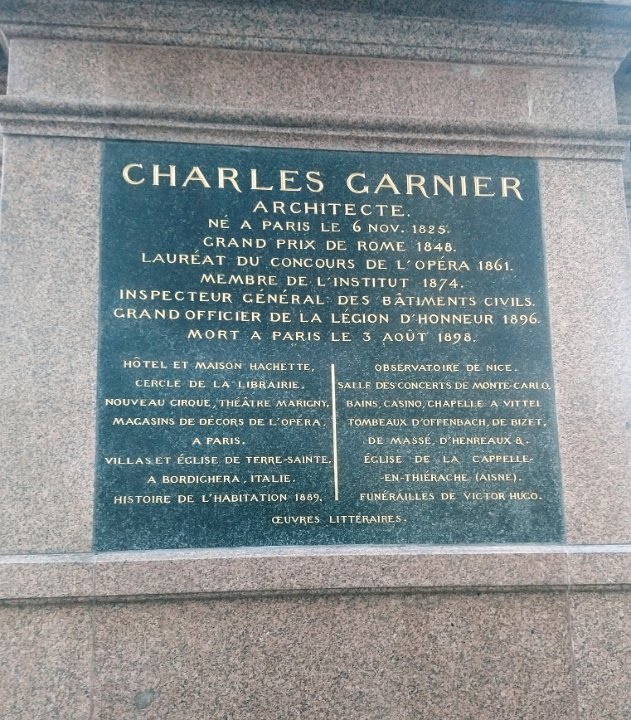 CHARLES GARNIER
ARCHITECTE.
NÉ A PARIS LE 6 NOV. 1825.
GRAND PRIX DE ROME 1848.
LAURÉAT DU CONCOURS DE L'OPÉRA 1861.
MEMBRE DE L'INSTITUT 1874.
INSPECTEUR GÉNÉRAL DES BÂTIMENTS CIVILS.
GRAND OFFICIER DE LA LÉGION D'HONNEUR 1896.
MORT A PARIS LE 3 AOÛT 1898.
HÔTEL ET MAISON HACHETTE,
CERCLE DE LA LIBRAIRIE.
NOUVEAU CIRQUE, THÉATRE MARIGNY,
MAGASINS DE DÉCORS DE L'OPÉRA,
A PARIS.
VILLAS ET ÉGLISE DE TERRE-SAINTE.
A BORDIGHERA, ITALIE.
HISTOIRE DE L'HABITATION 1889.
OBSERVATOIRE DE NICE.
SALLE DES CONCERTS DE MONTE-CARLO,
BAINS, CASINO, CHAPELLE A VITTEL
TOMBEAUX D'OFFENBACH, DE BIZET,
DE MASSÉ, D'HENREAUX &.
ÉGLISE DE LA CAPPELLE-
-EN-THIÉRACHE (AISNE).
FUNÉRAILLES DE VICTOR HUGO.
ŒUVRES LITTÉRAIRES.